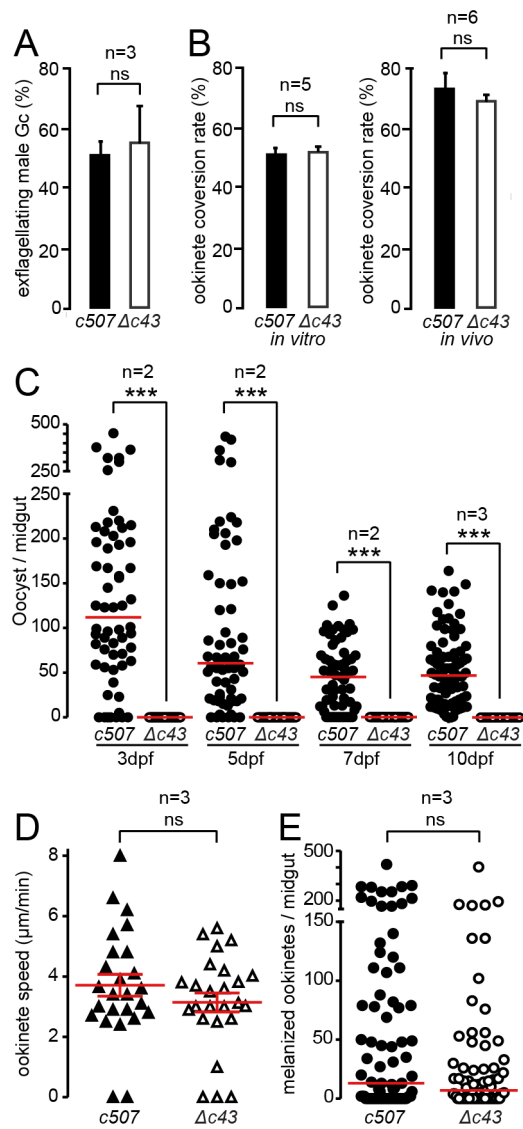 A
n=3
ns
exflagellating male Gc (%)
80
60
40
20
0
c507 Δc43
B
n=5
ns
ookinete coversion rate (%)
80
60
40
20
0
c507 Δc43
in vitro
n=6
ns
ookinete coversion rate (%)
80
60
40
20
0
c507 Δc43
in vivo
C
n=2
***
n=2
***
n=2
***
n=3
***
Oocyst / midgut
500
250
250
200
150
100
50
0
c507 Δc43
3dpf
c507 Δc43
5dpf
c507 Δc43
7dpf
c507 Δc43
10dpf
D
n=3
ns
ookinete speed (µm/min)
8
6
4
2
0
c507
Δc43
E
n=3
ns
melanized ookinetes / midgut
500
200
150
100
50
0
c507
Δc43